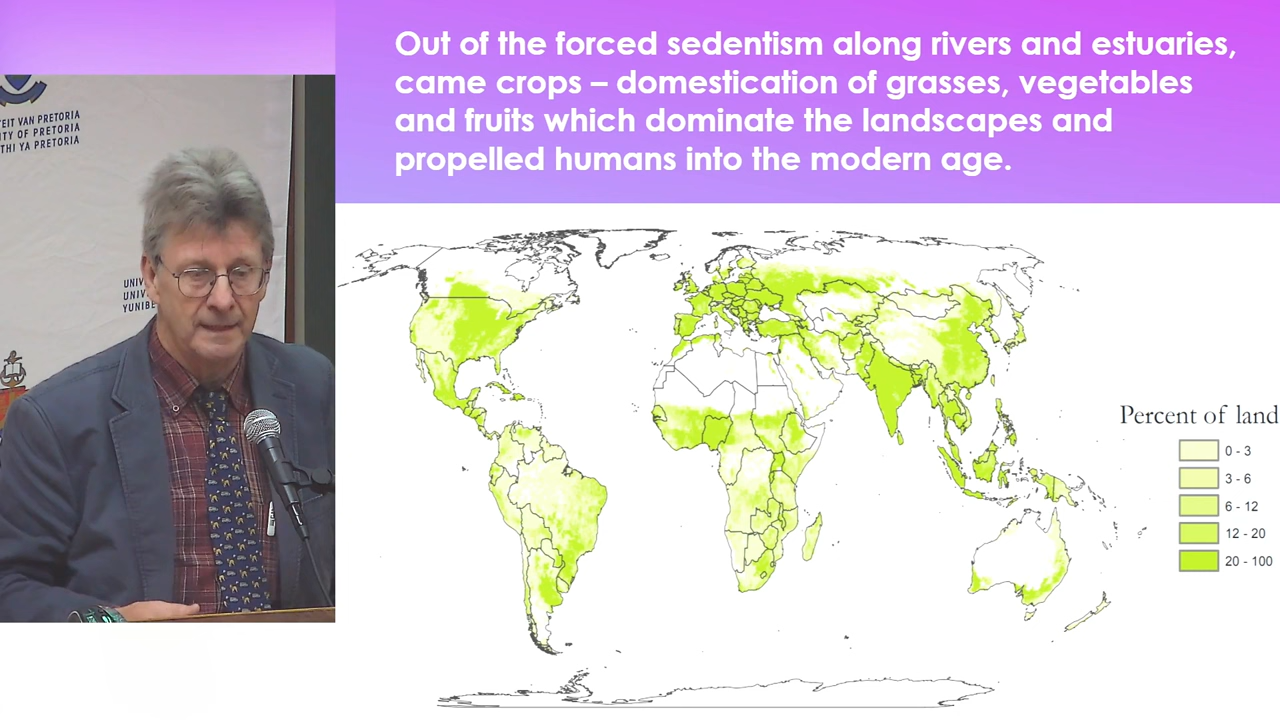 Out of the forced sedentism along rivers and estuaries,
came crops – domestication of grasses, vegetables
and fruits which dominate the landscapes and
propelled humans into the modern age.
TEIT VAN PRETORIA
ITY OF PRETORIA
THI YA PRETORIA
UNIV
UNIV
YUNIBE
Percent of land
0 - 3
3 - 6
6 - 12
12 - 20
20 - 100